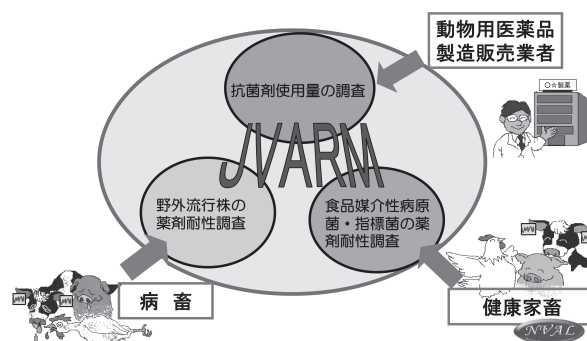 動物用医薬品
製造販売業者
〇☆製薬
抗菌剤使用量の調査
JVARM
野外流行株の
薬剤耐性調査
食品媒介性病原
菌・指標菌の薬
剤耐性調査
病 畜
健康家畜
NVAL